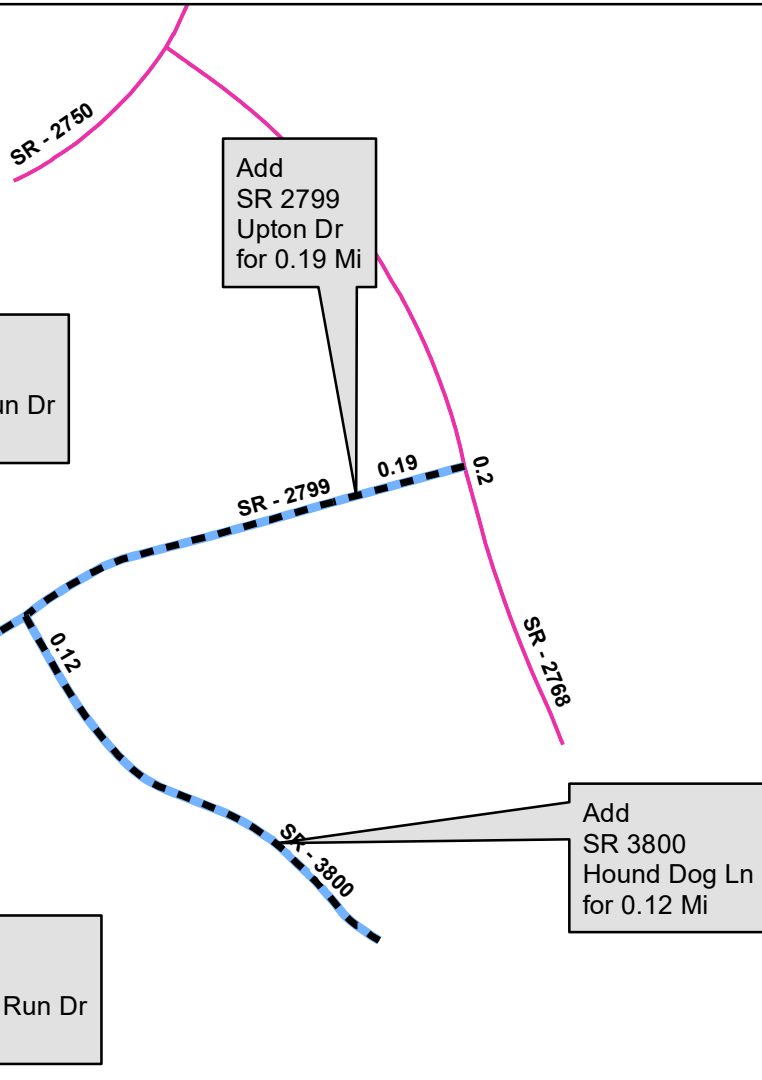 SR - 2750
Add
SR 2799
Upton Dr
for 0.19 Mi
Dr
0.19
0.2
SR - 2799
0.12
SR - 2768
SR - 3800
Add
SR 3800
Hound Dog Ln
for 0.12 Mi
Run Dr